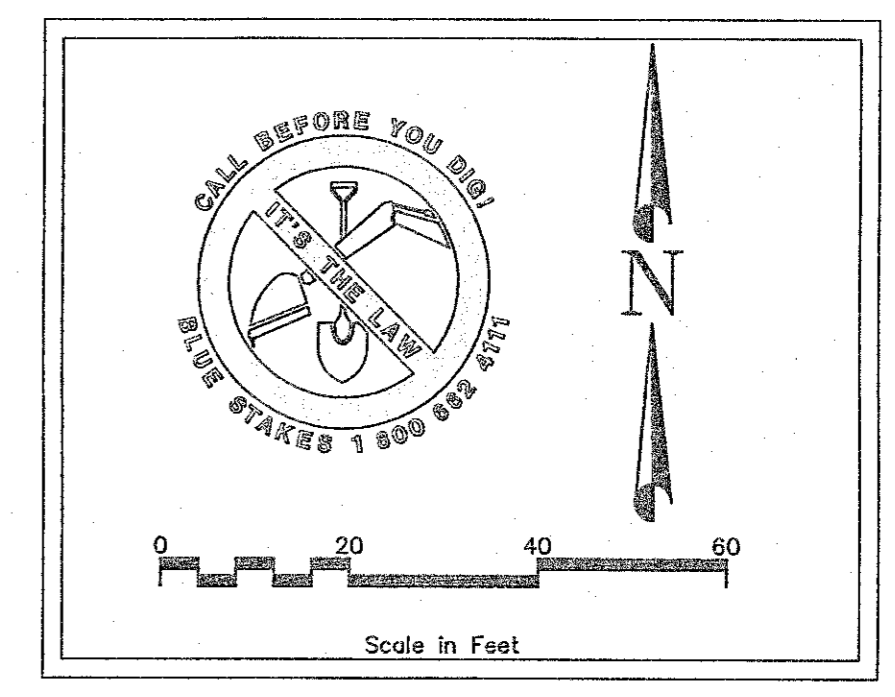 CALL BEFORE YOU DIG!
IT'S THE LAW
BLUE STAKES 1 800 682 4111
N
0 20 40 60
Scale in Feet